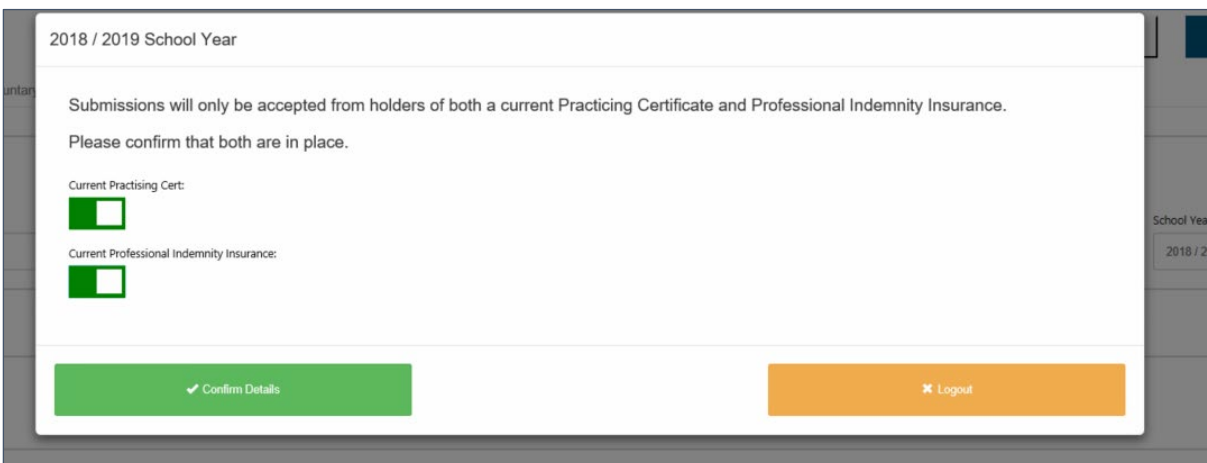 2018 / 2019 School Year
untary
Submissions will only be accepted from holders of both a current Practicing Certificate and Professional Indemnity Insurance.
Please confirm that both are in place.
Current Practising Cert:
School Yea
Current Professional Indemnity Insurance:
2018 / 2
Confirm Details
Logout